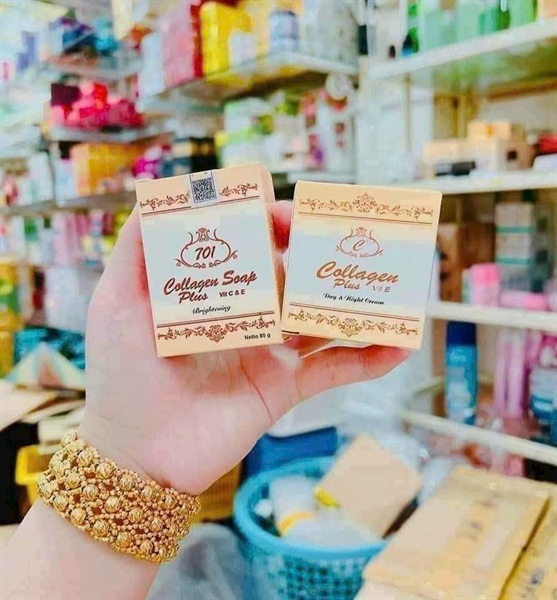 701
Collagen Soap
Plus Vit C & E
Brightening
Netto 85 g
C
Collagen
Plus Vit.E
Day & Night Cream